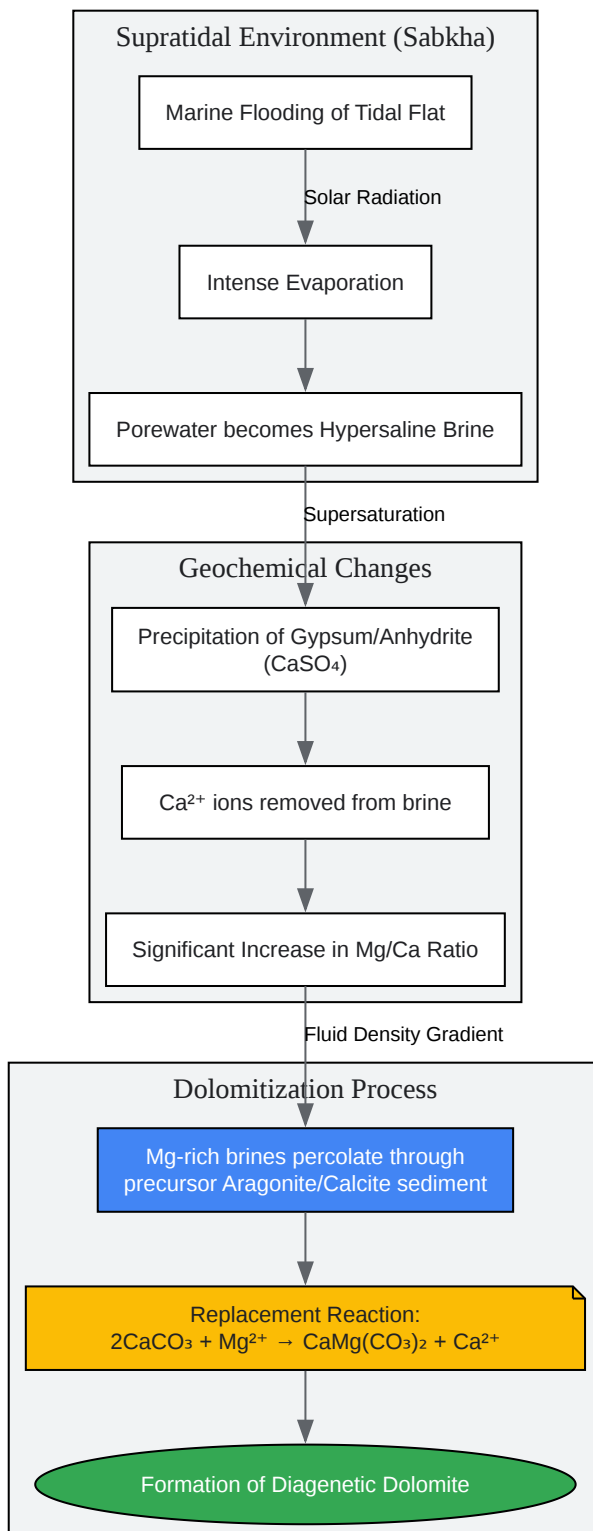 Supratidal Environment (Sabkha)
Marine Flooding of Tidal Flat
Solar Radiation
Intense Evaporation
Porewater becomes Hypersaline Brine
Supersaturation
Geochemical Changes
Precipitation of Gypsum/Anhydrite
(CaSO₄)
Ca²⁺ ions removed from brine
Significant Increase in Mg/Ca Ratio
Fluid Density Gradient
Dolomitization Process
Mg-rich brines percolate through
precursor Aragonite/Calcite sediment
Replacement Reaction:
2CaCO₃ + Mg²⁺ → CaMg(CO₃)₂ + Ca²⁺
Formation of Diagenetic Dolomite